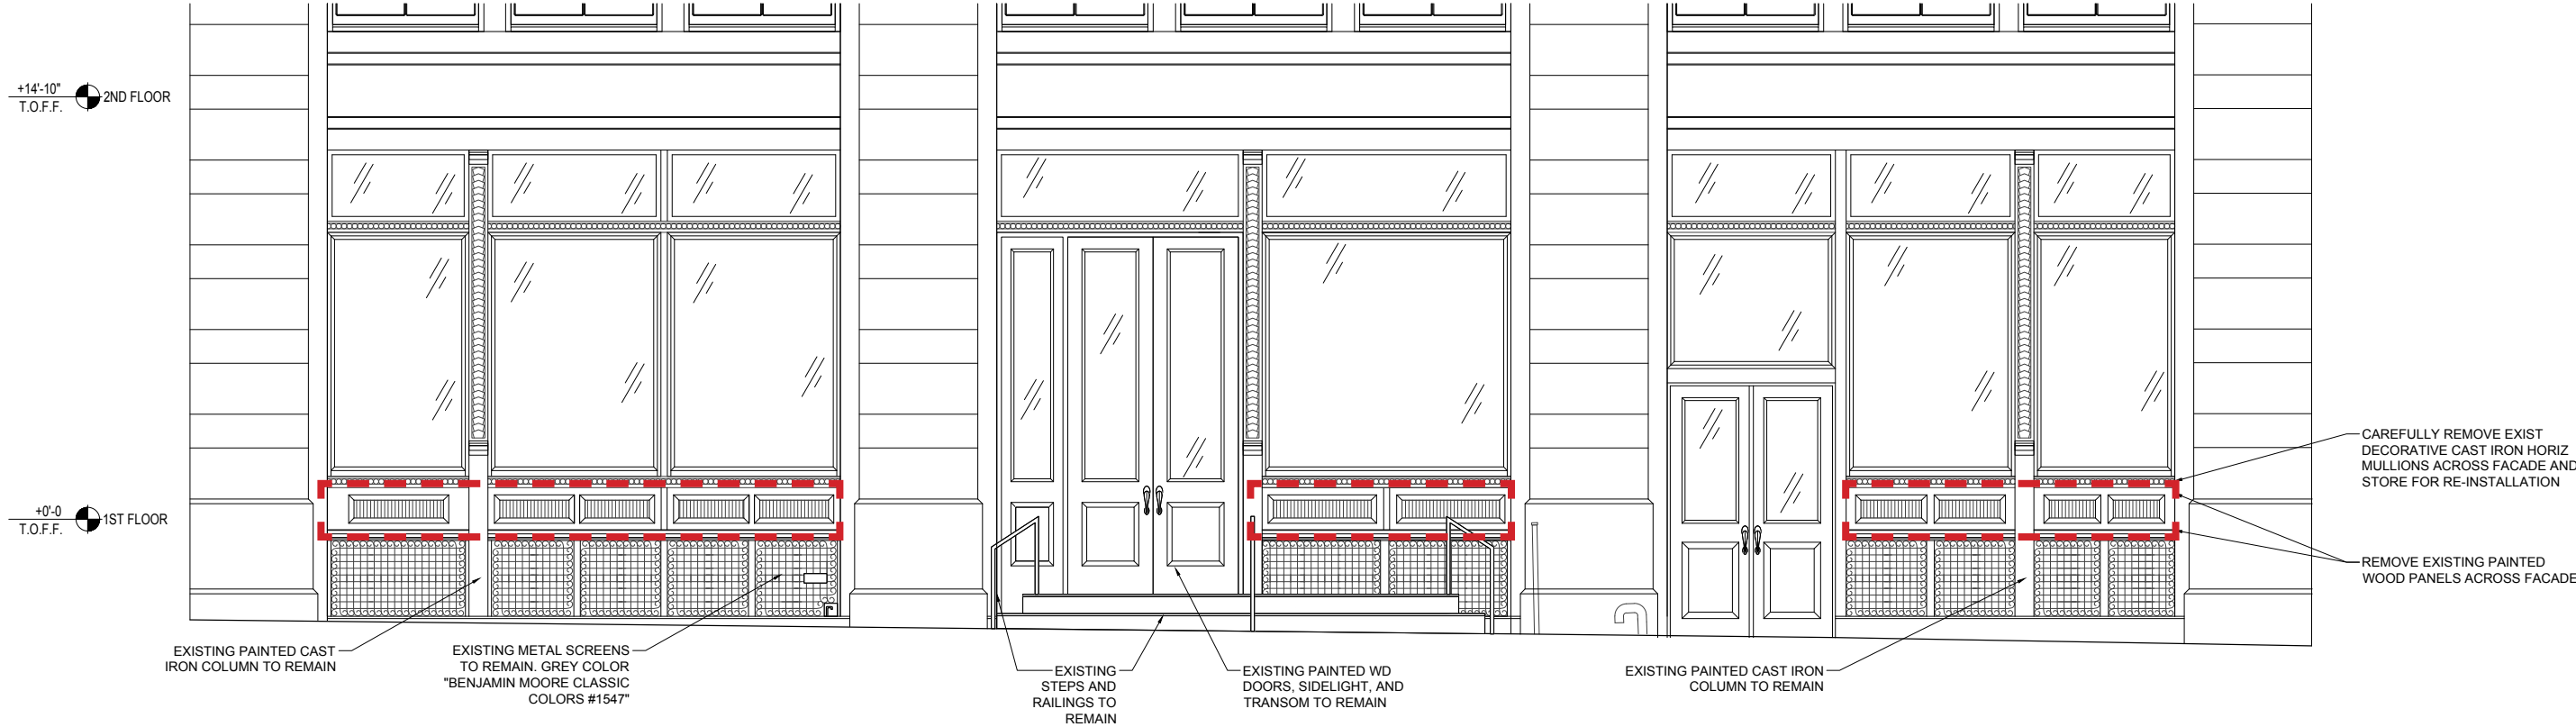 +14'-10"
T.O.F.F.
2ND FLOOR
+0'-0
T.O.F.F.
1ST FLOOR
CAREFULLY REMOVE EXIST
DECORATIVE CAST IRON HORIZ
MULLIONS ACROSS FACADE AND
STORE FOR RE-INSTALLATION
REMOVE EXISTING PAINTED
WOOD PANELS ACROSS FACADE
EXISTING PAINTED CAST
IRON COLUMN TO REMAIN
EXISTING METAL SCREENS
TO REMAIN. GREY COLOR
"BENJAMIN MOORE CLASSIC
COLORS #1547"
EXISTING
STEPS AND
RAILINGS TO
REMAIN
EXISTING PAINTED WD
DOORS, SIDELIGHT, AND
TRANSOM TO REMAIN
EXISTING PAINTED CAST IRON
COLUMN TO REMAIN